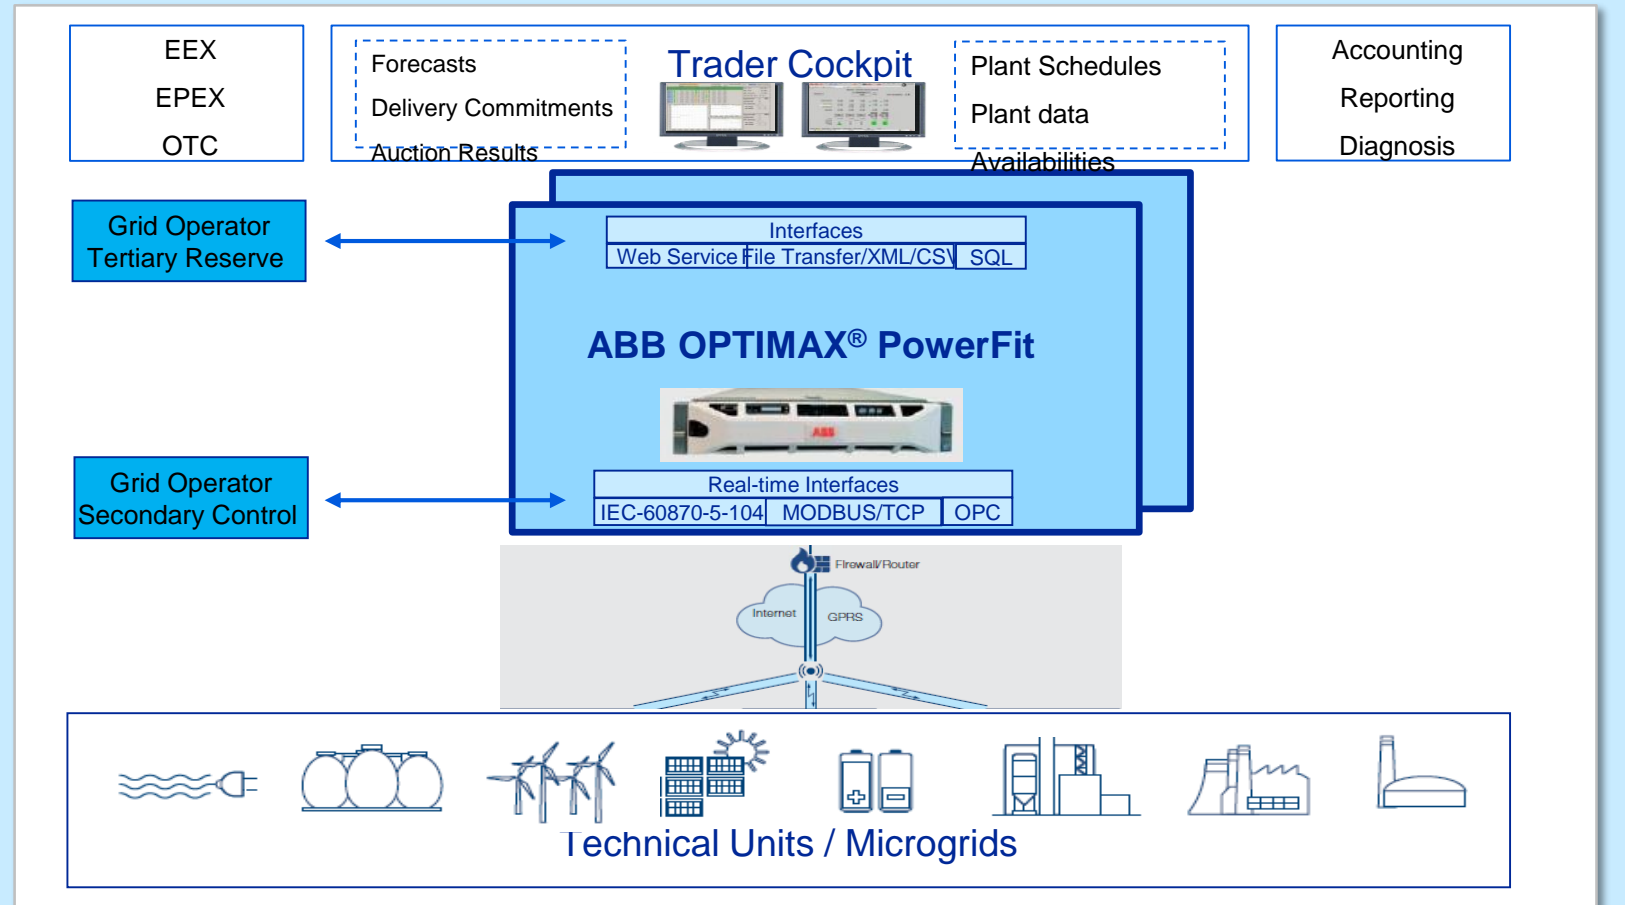 EEX
EPEX
OTC
Forecasts
Delivery Commitments
Auction Results
Trader Cockpit
Plant Schedules
Plant data
Availabilities
Accounting
Reporting
Diagnosis
Grid Operator
Tertiary Reserve
Interfaces
Web Service File Transfer/XML/CSV SQL
ABB OPTIMAX® PowerFit
ABB
Grid Operator
Secondary Control
Real-time Interfaces
IEC-60870-5-104 MODBUS/TCP OPC
Firewall/Router
Internet
GPRS
Technical Units / Microgrids